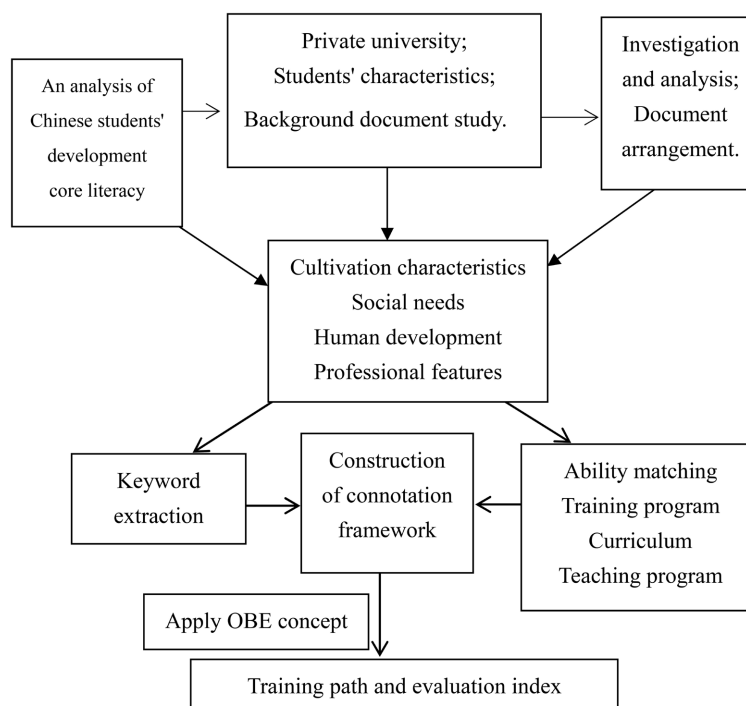 An analysis of
Chinese students'
development
core literacy
Private university;
Students' characteristics;
Background document study.
Investigation
and analysis;
Document
arrangement.
Cultivation characteristics
Social needs
Human development
Professional features
Keyword
extraction
Construction
of connotation
framework
Ability matching
Training program
Curriculum
Teaching program
Apply OBE concept
Training path and evaluation index